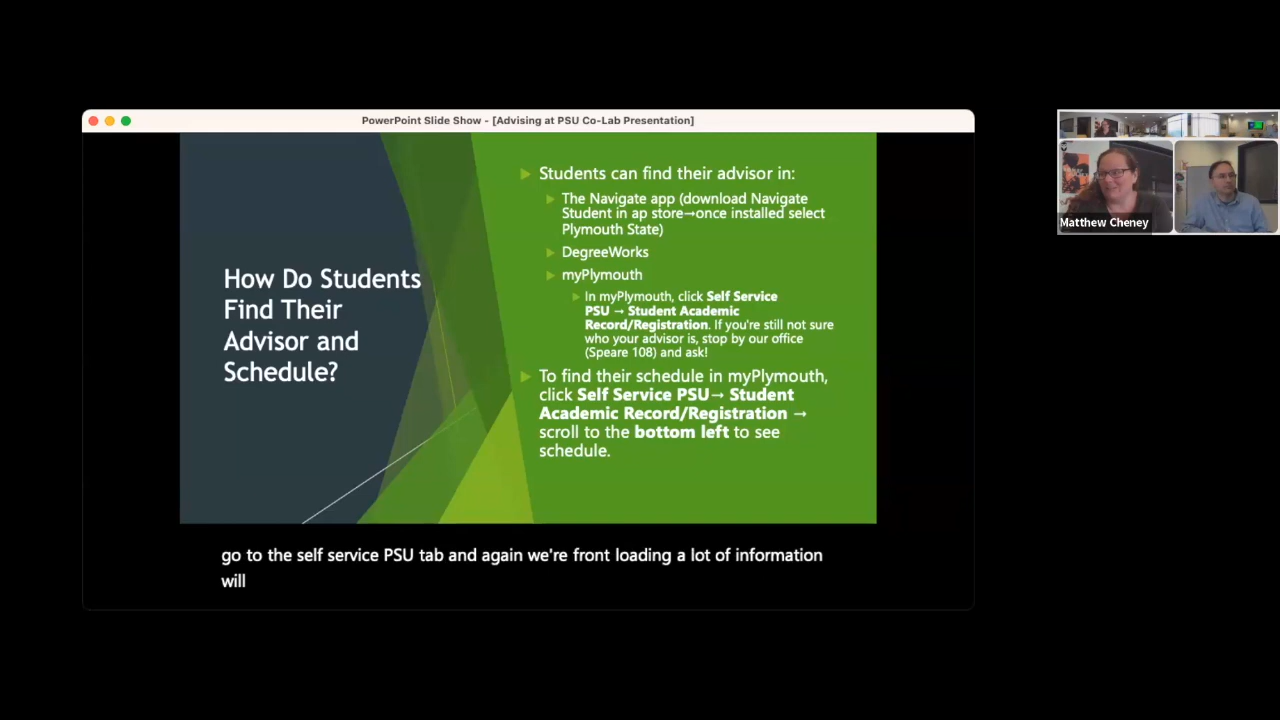 PowerPoint Slide Show - [Advising at PSU Co-Lab Presentation]
How Do Students
Find Their
Advisor and
Schedule?
Students can find their advisor in:
The Navigate app (download Navigate
Student in ap store→once installed select
Plymouth State)
DegreeWorks
myPlymouth
In myPlymouth, click Self Service
PSU → Student Academic
Record/Registration. If you're still not sure
who your advisor is, stop by our office
(Speare 108) and ask!
To find their schedule in myPlymouth,
click Self Service PSU→ Student
Academic Record/Registration →
scroll to the bottom left to see
schedule.
go to the self service PSU tab and again we're front loading a lot of information
will
Matthew Cheney